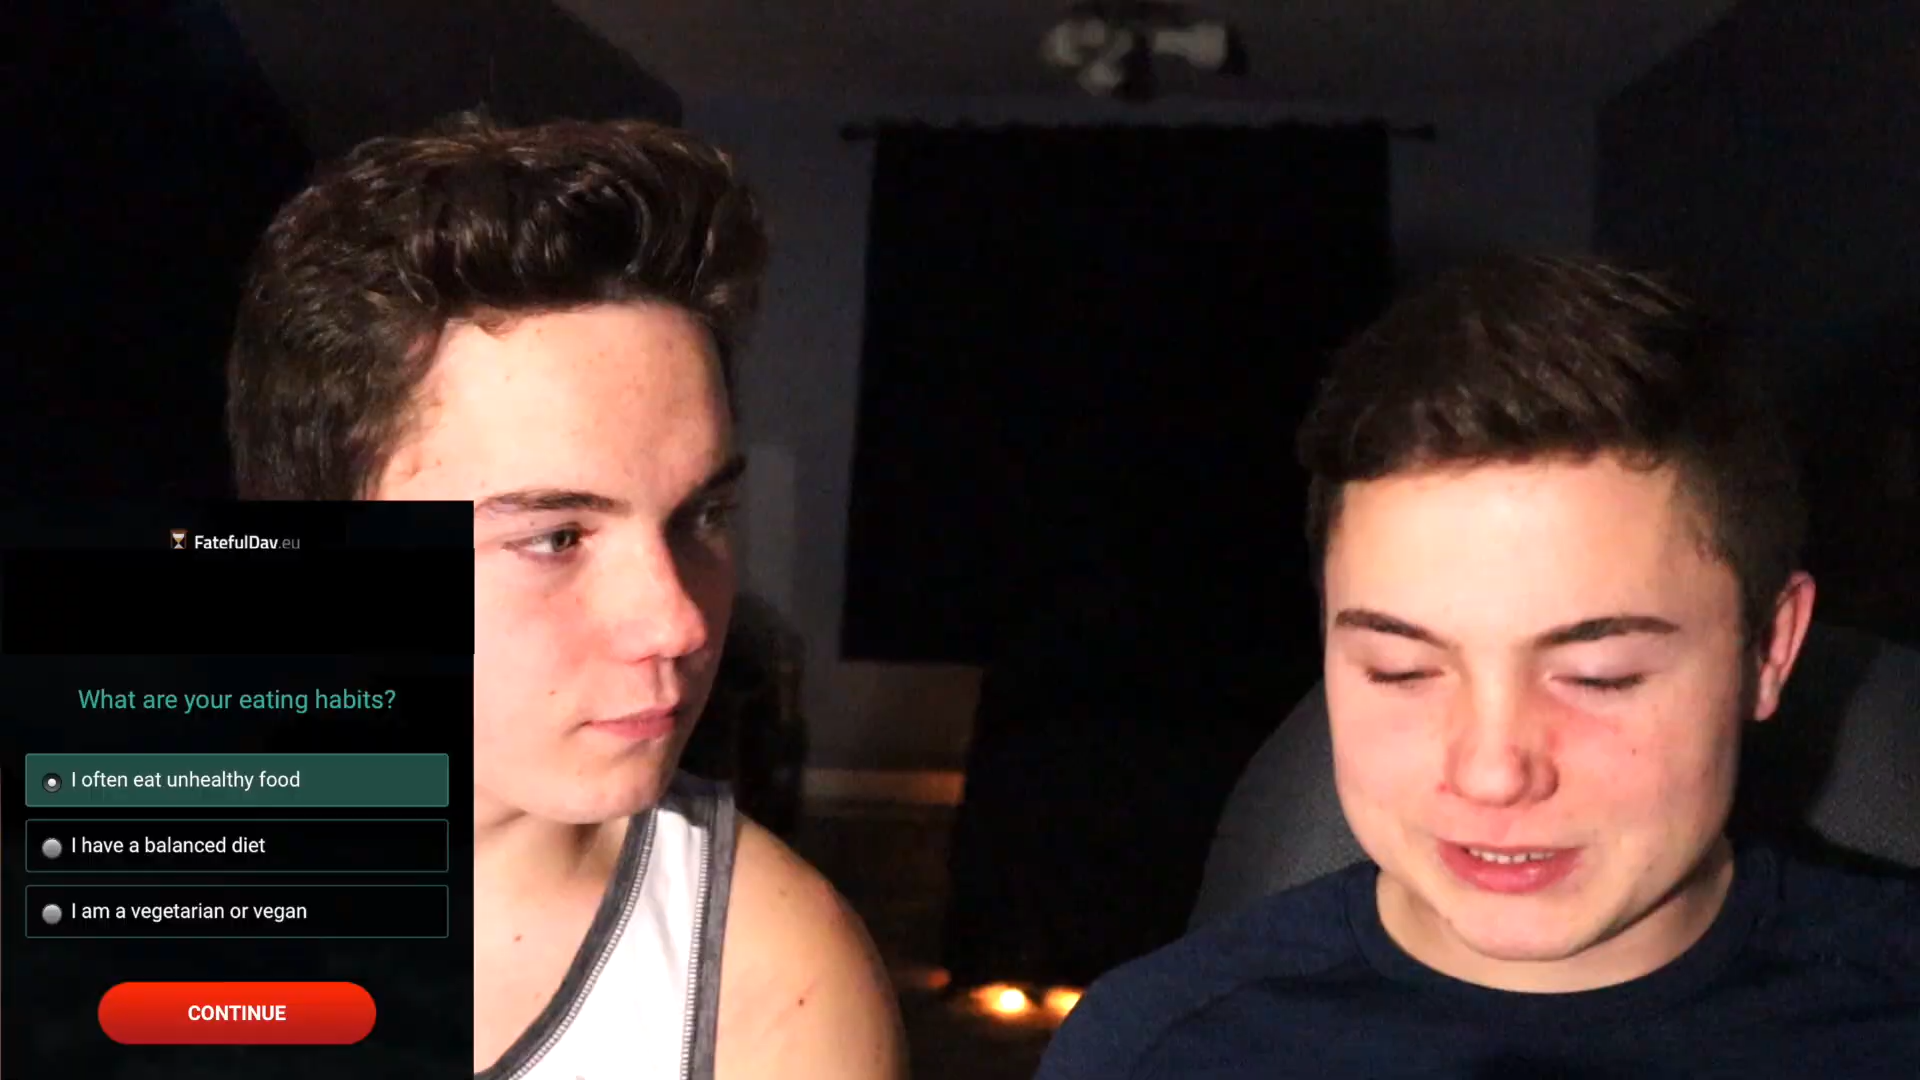 FatefulDay.eu
What are your eating habits?
I often eat unhealthy food
I have a balanced diet
I am a vegetarian or vegan
CONTINUE